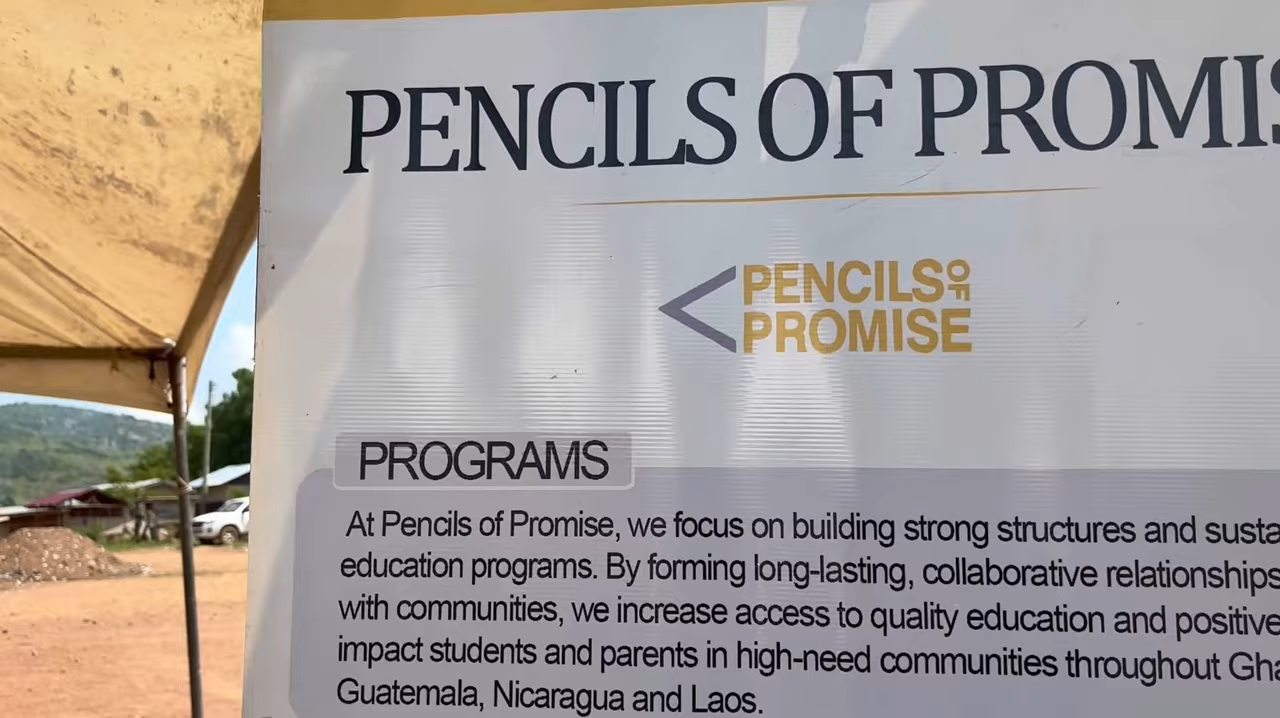 PENCILS OF PROMIS
PENCILS OF
PROMISE
PROGRAMS
At Pencils of Promise, we focus on building strong structures and susta
education programs. By forming long-lasting, collaborative relationships
with communities, we increase access to quality education and positive
impact students and parents in high-need communities throughout Gha
Guatemala, Nicaragua and Laos.